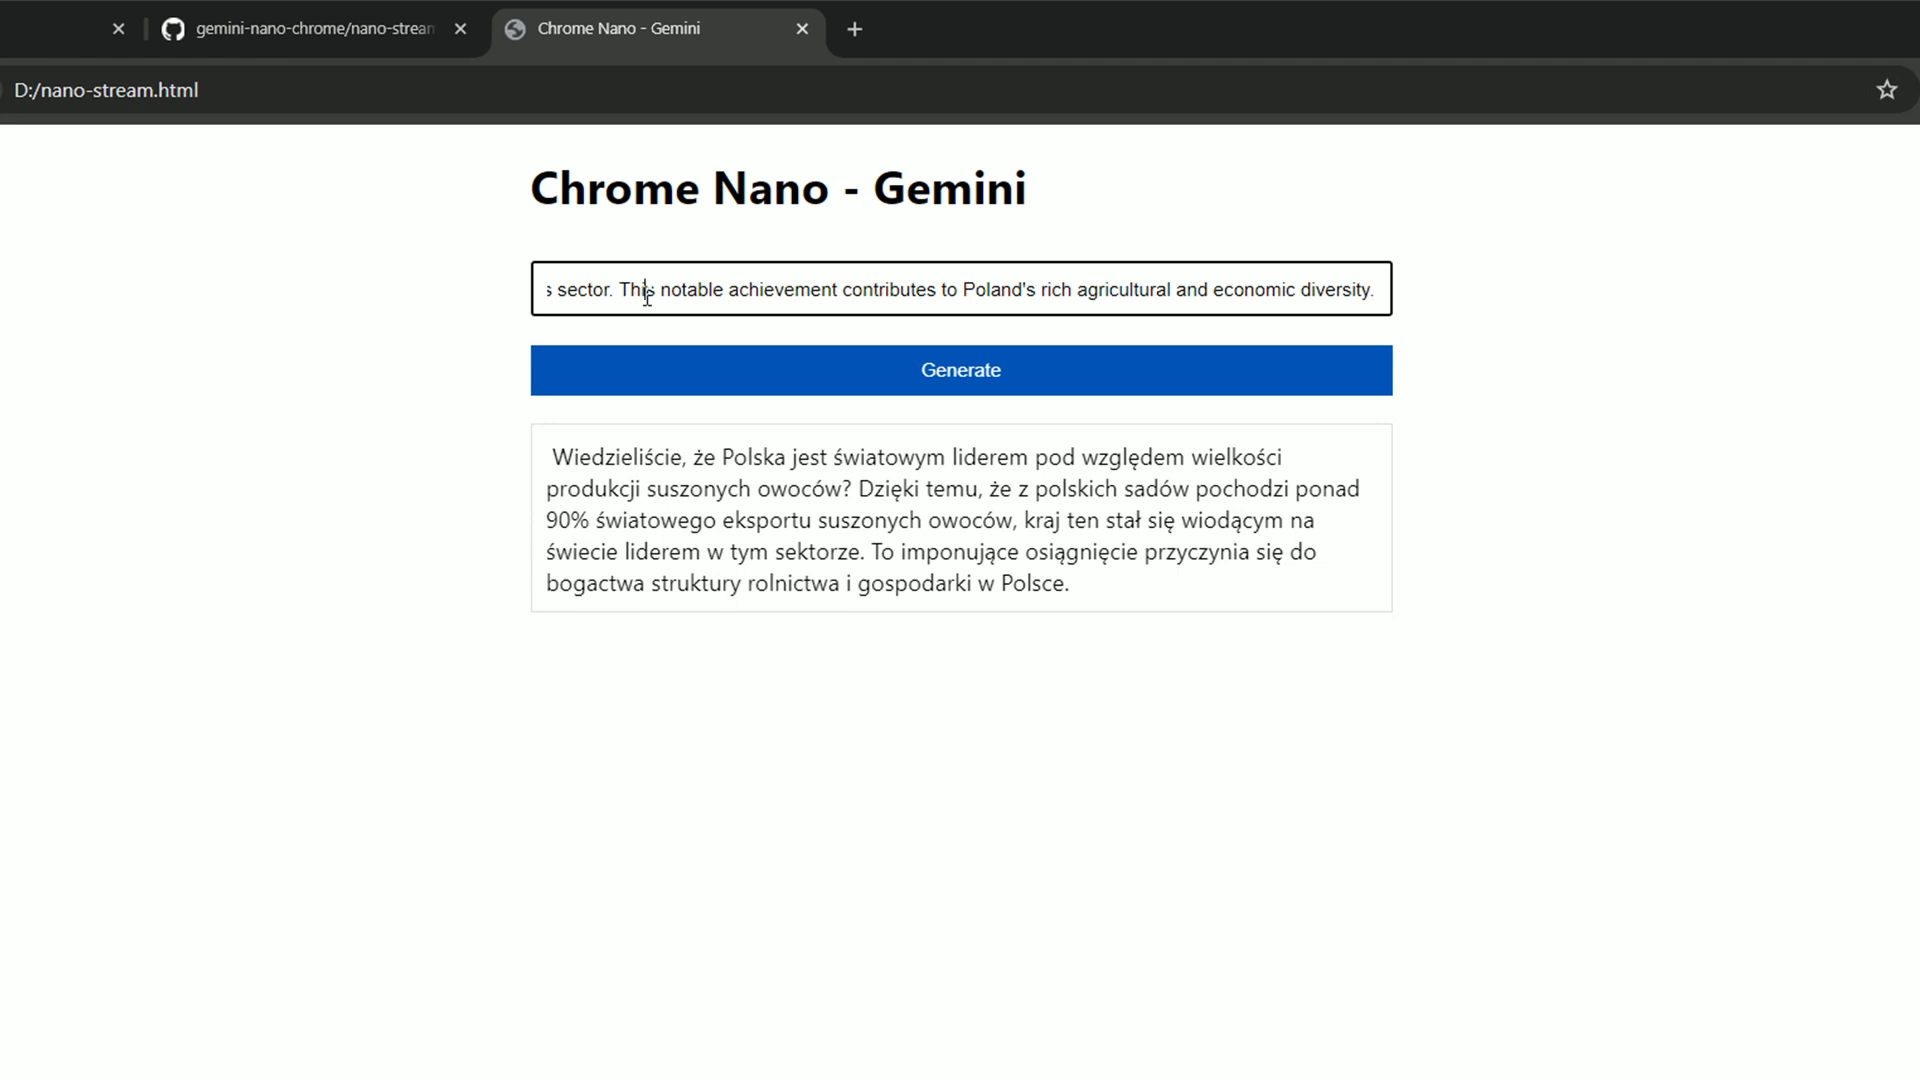 gemini-nano-chrome/nano-strean
Chrome Nano - Gemini
D:/nano-stream.html
Chrome Nano - Gemini
sector. This notable achievement contributes to Poland's rich agricultural and economic diversity.
Generate
Wiedzieliście, że Polska jest światowym liderem pod względem wielkości
produkcji suszonych owoców? Dzięki temu, że z polskich sadów pochodzi ponad
90% światowego eksportu suszonych owoców, kraj ten stał się wiodącym na
świecie liderem w tym sektorze. To imponujące osiągnięcie przyczynia się do
bogactwa struktury rolnictwa i gospodarki w Polsce.